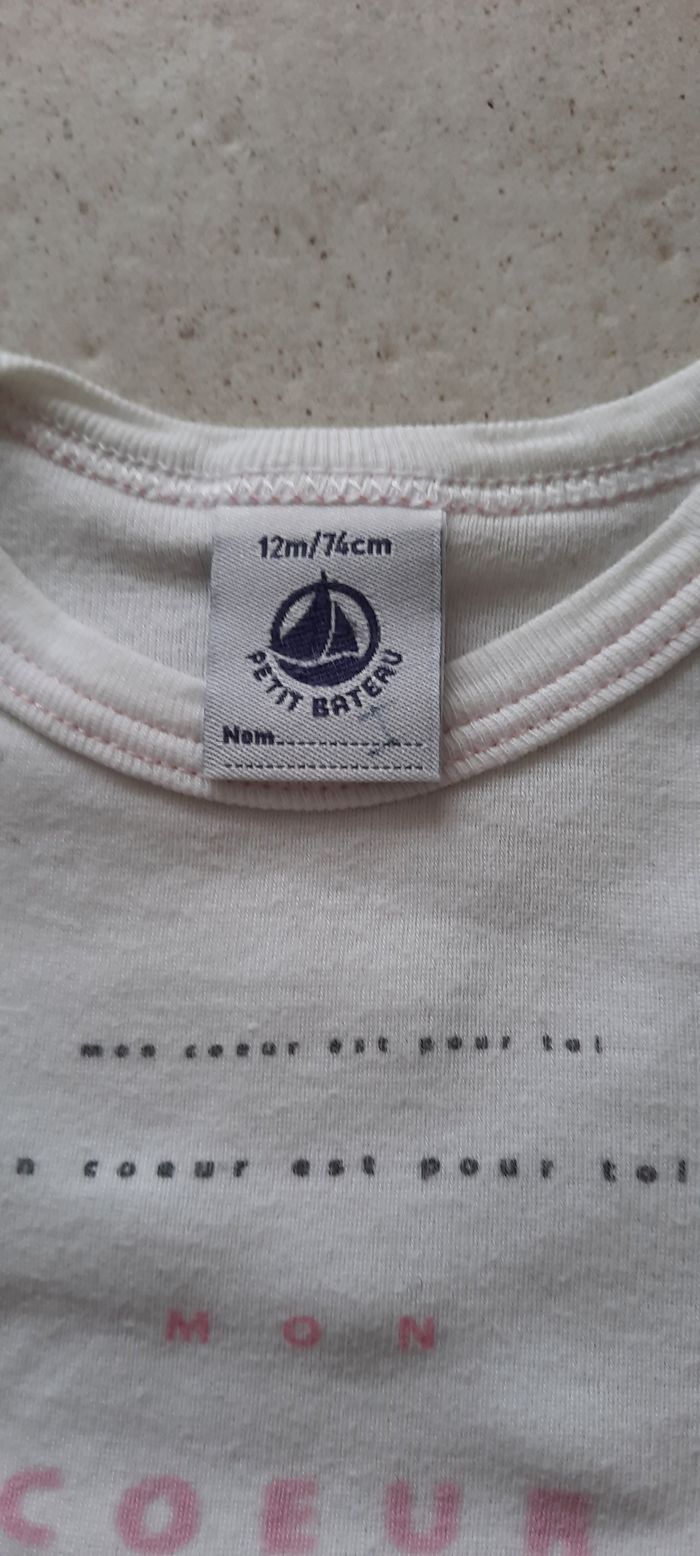 12m/74cm
PETIT BATEAU
Nom
mon coeur est pour toi
n coeur est pour toi
MON
COEUR